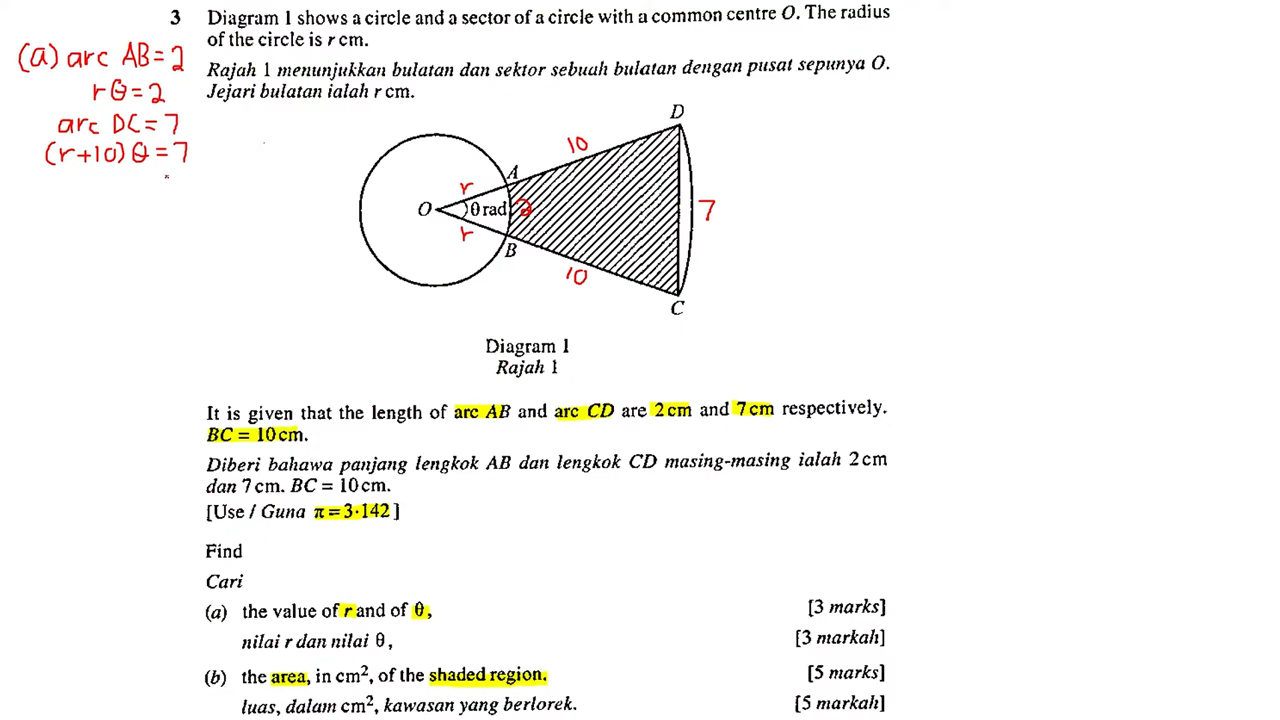 3 Diagram 1 shows a circle and a sector of a circle with a common centre O. The radius
of the circle is r cm.
Rajah 1 menunjukkan bulatan dan sektor sebuah bulatan dengan pusat sepunya O.
Jejari bulatan ialah r cm.
(a) arc AB = 2
rθ = 2
arc DC = 7
(r+10)θ = 7
D
10
A
r
O
θ rad
2
7
r
B
10
C
Diagram 1
Rajah 1
It is given that the length of arc AB and arc CD are 2 cm and 7 cm respectively.
BC = 10 cm.
Diberi bahawa panjang lengkok AB dan lengkok CD masing-masing ialah 2 cm
dan 7 cm. BC = 10 cm.
[Use / Guna π = 3·142]
Find
Cari
(a) the value of r and of θ, [3 marks]
nilai r dan nilai θ, [3 markah]
(b) the area, in cm², of the shaded region. [5 marks]
luas, dalam cm², kawasan yang berlorek. [5 markah]